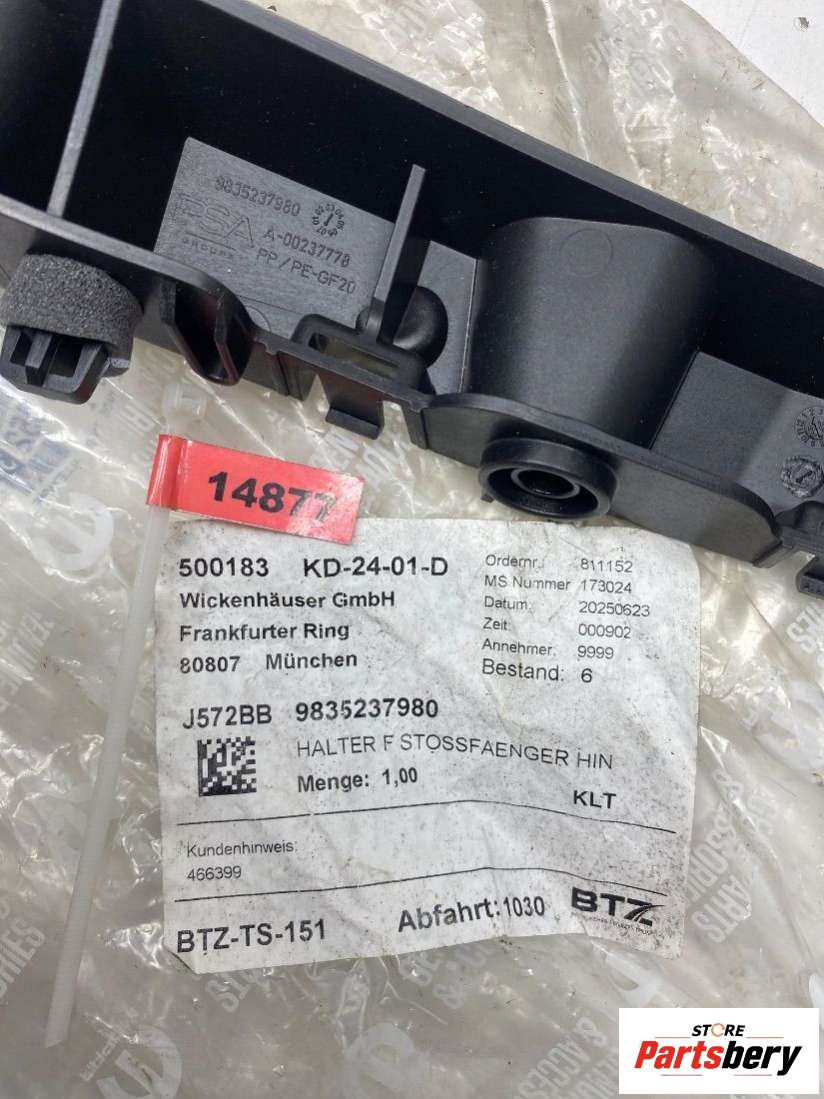 9835237980
PSA
GROUPE
A-00237778
PP/PE-GF20
14877
500183 KD-24-01-D
Wickenhäuser GmbH
Frankfurter Ring
80807 München
Ordernr.: 811152
MS Nummer 173024
Datum: 20250623
Zeit: 000902
Annehmer: 9999
Bestand: 6
J572BB 9835237980
HALTER F STOSSFAENGER HIN
Menge: 1,00
KLT
Kundenhinweis:
466399
BTZ-TS-151
Abfahrt: 1030
BTZ
& ACCES
STORE
Partsbery